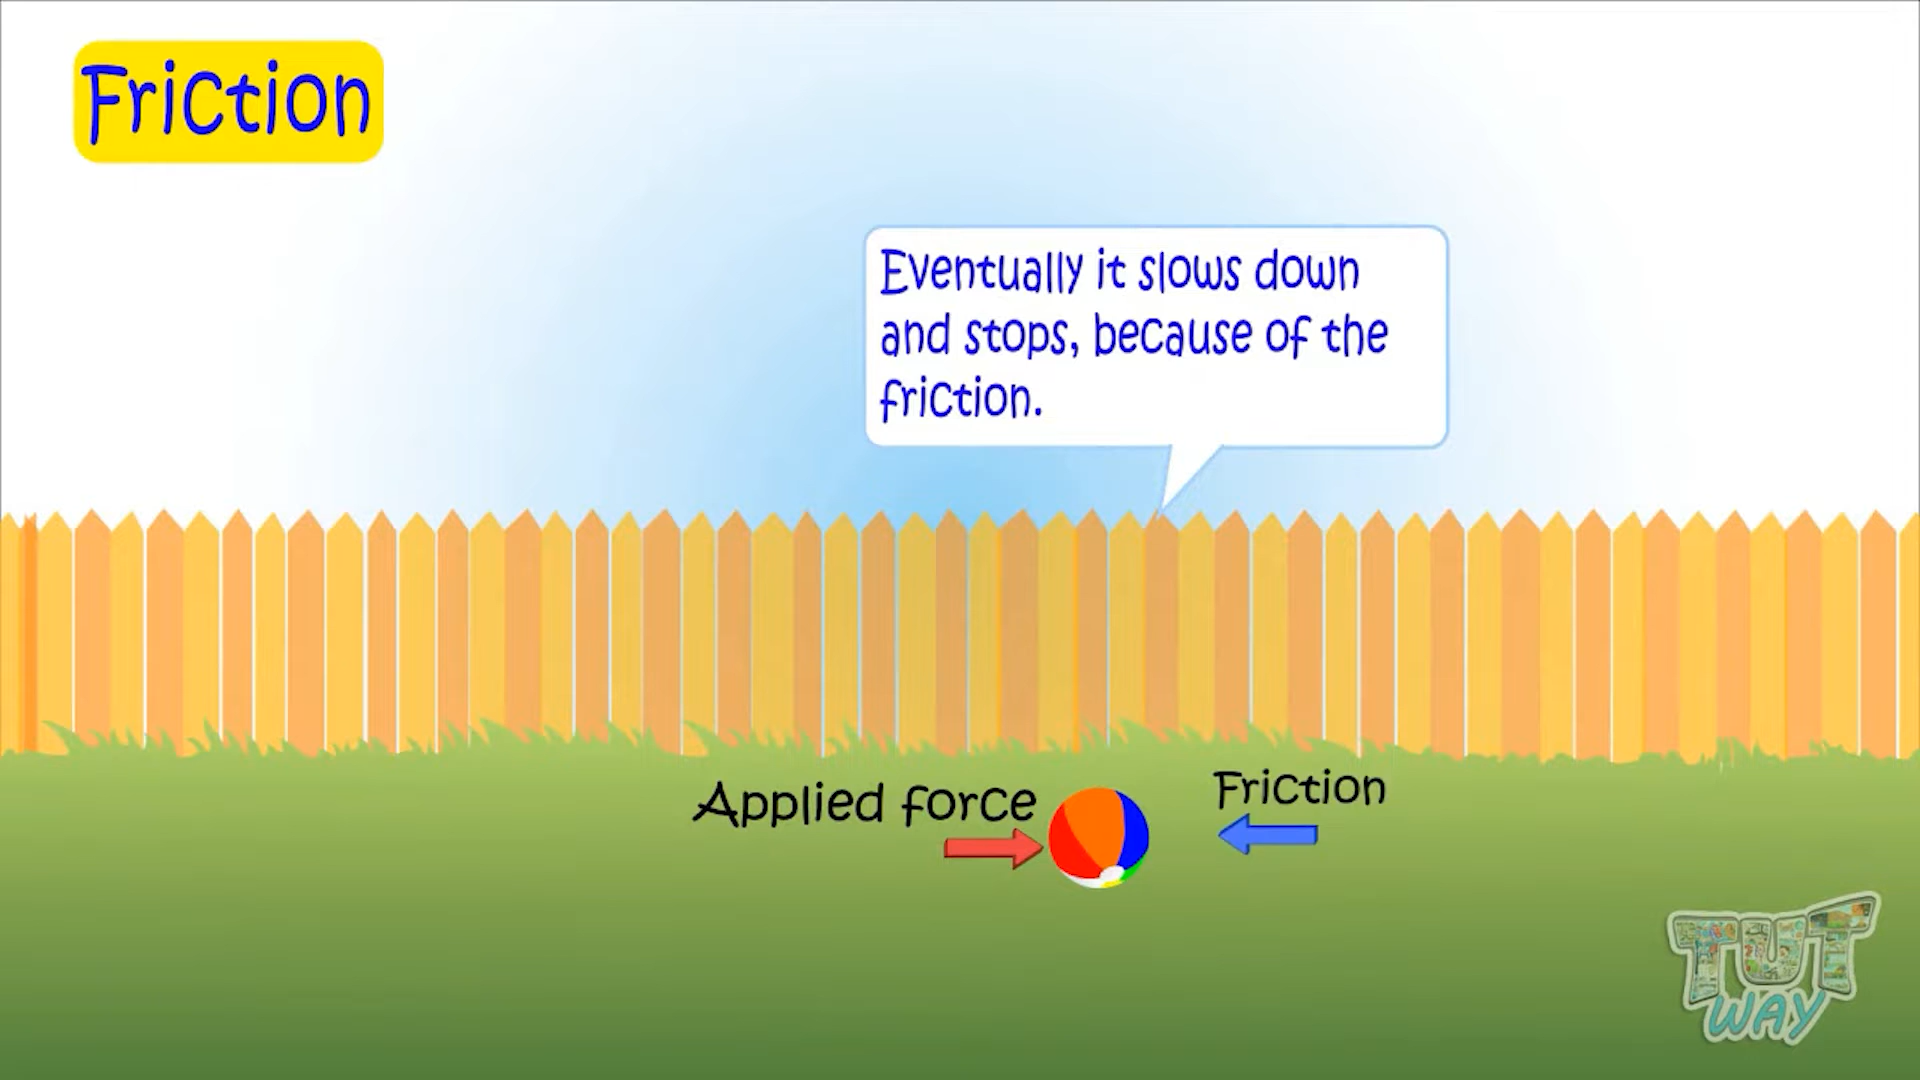 Friction
Eventually it slows down
and stops, because of the
friction.
Applied force
Friction
TUT
WAY